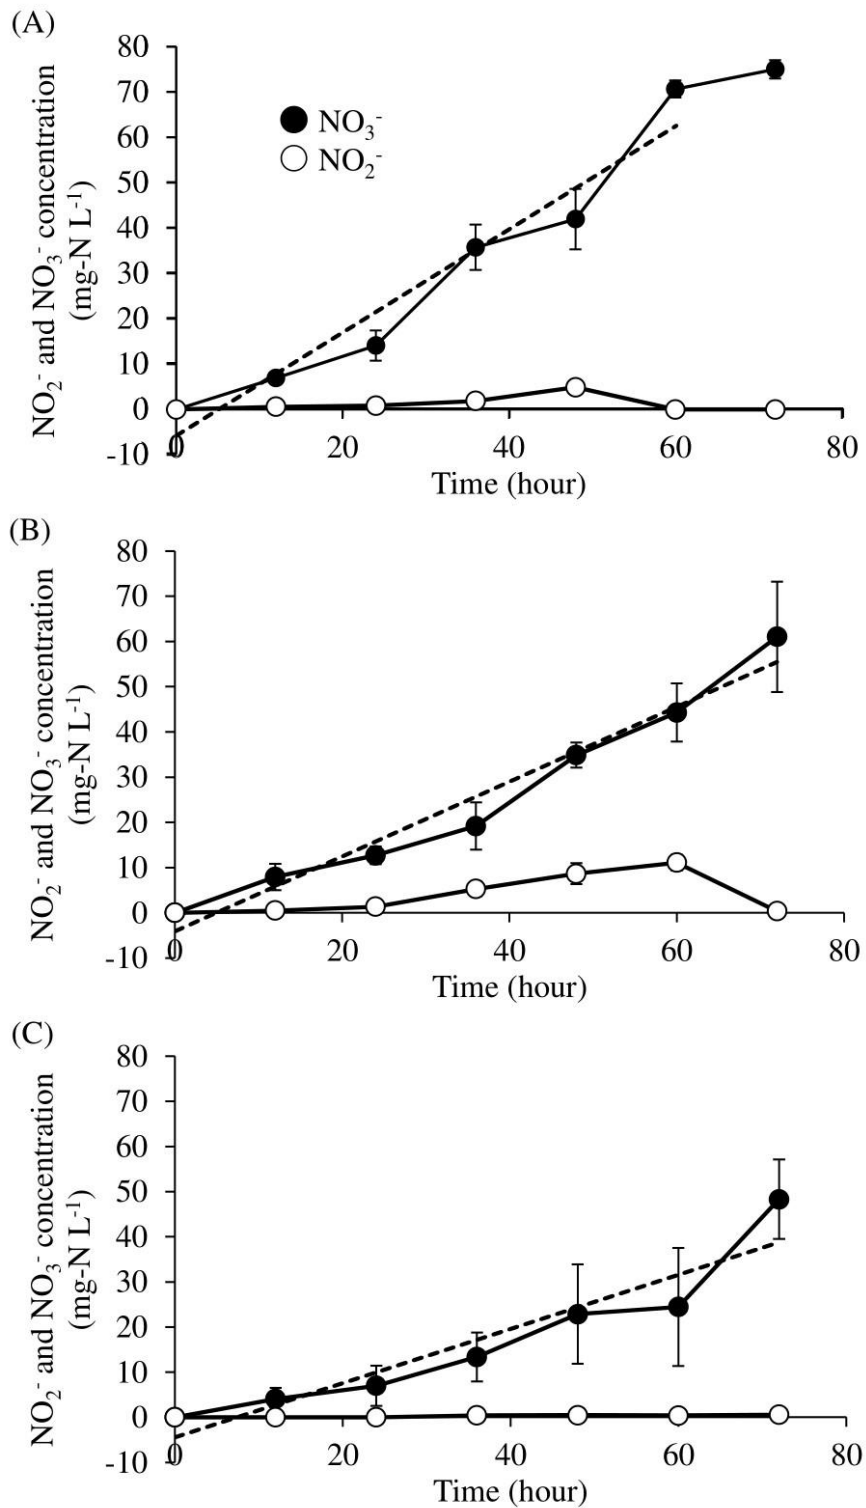 (A)
NO₂⁻ and NO₃⁻ concentration
(mg-N L⁻¹)
80
70
60
50
40
30
20
10
0
-10
NO₃⁻
NO₂⁻
0 20 40 60 80
Time (hour)
(B)
NO₂⁻ and NO₃⁻ concentration
(mg-N L⁻¹)
80
70
60
50
40
30
20
10
0
-10
0 20 40 60 80
Time (hour)
(C)
NO₂⁻ and NO₃⁻ concentration
(mg-N L⁻¹)
80
70
60
50
40
30
20
10
0
-10
0 20 40 60 80
Time (hour)